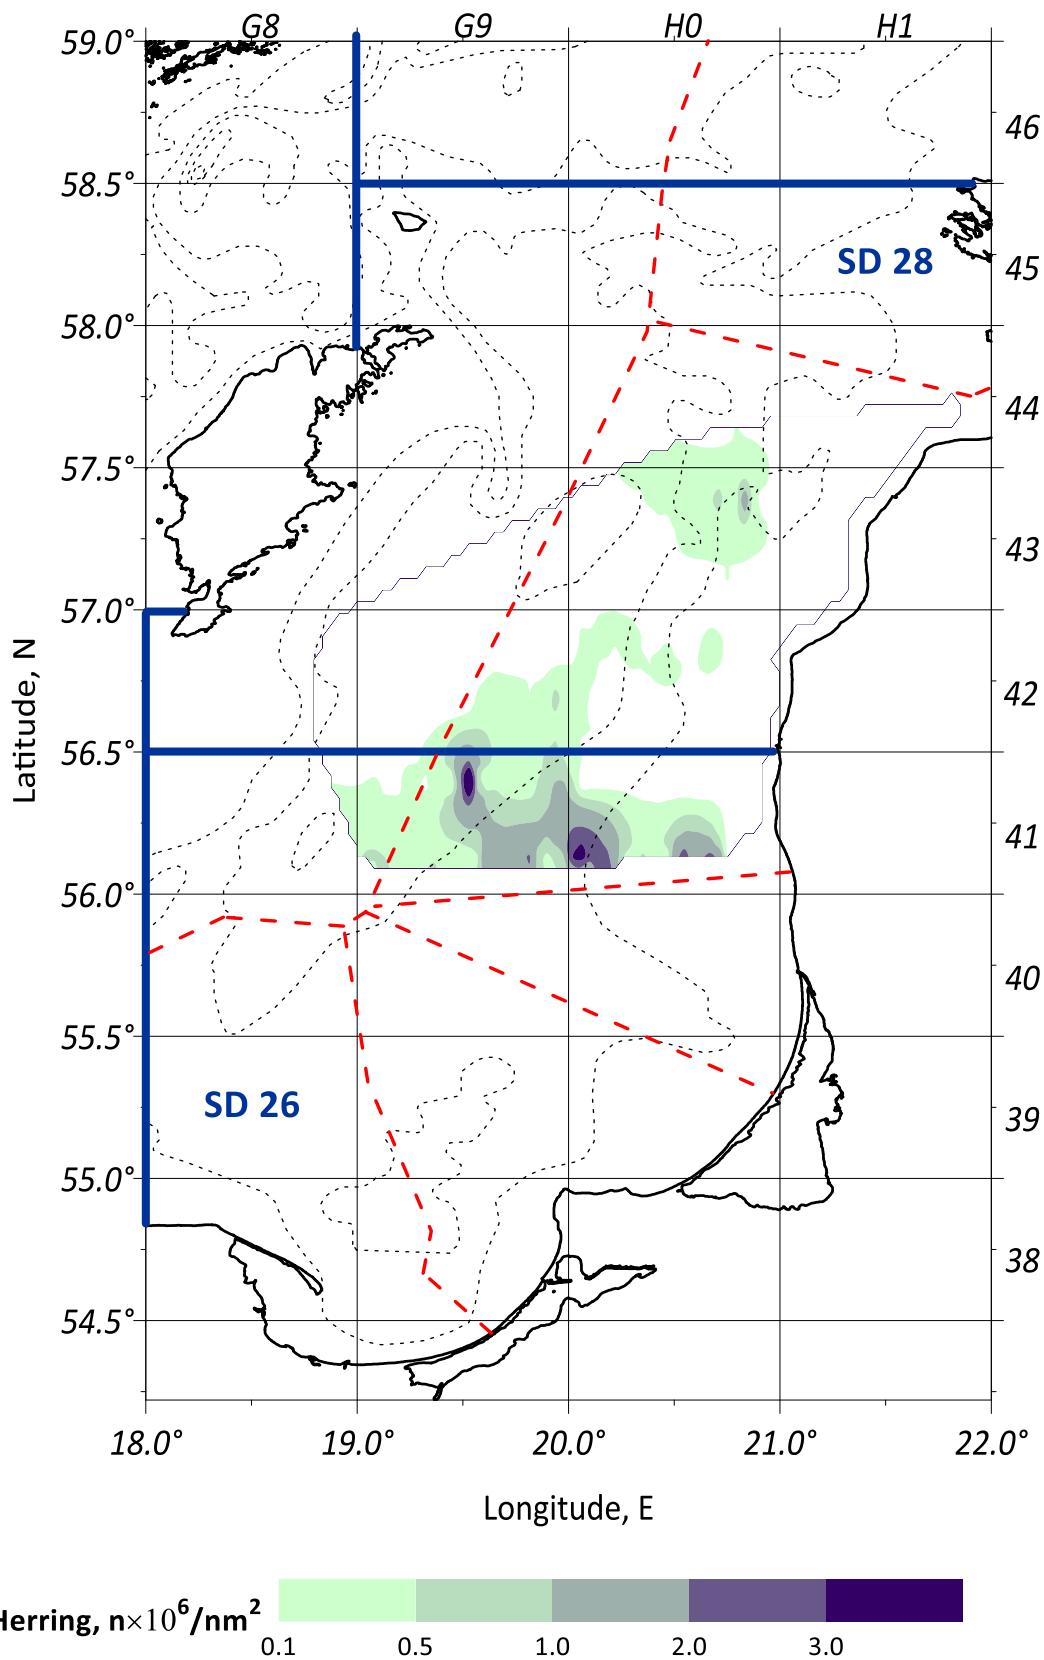 G8 G9 H0 H1
59.0°
46
58.5°
SD 28
45
58.0°
44
57.5°
43
57.0°
Latitude, N
42
56.5°
41
56.0°
40
55.5°
SD 26
39
55.0°
38
54.5°
18.0° 19.0° 20.0° 21.0° 22.0°
Longitude, E
Herring, n×10⁶/nm²
0.1 0.5 1.0 2.0 3.0